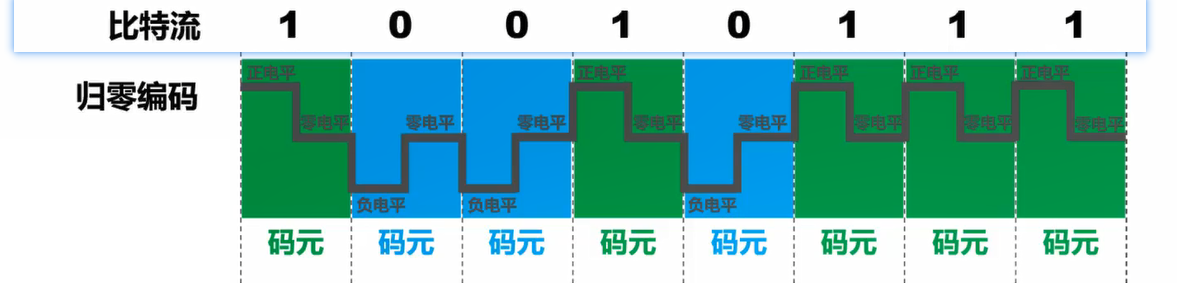 比特流 1 0 0 1 0 1 1 1
归零编码
正电平 正电平 正电平 正电平 正电平
零电平 零电平 零电平 零电平 零电平 零电平 零电平 零电平
负电平 负电平 负电平
码元 码元 码元 码元 码元 码元 码元 码元